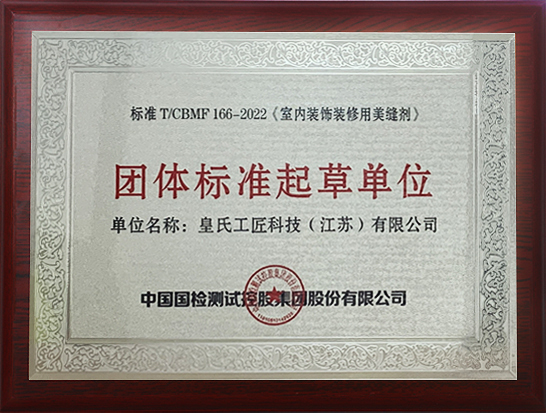 标准 T/CBMF 166-2022《室内装饰装修用美缝剂》
团体标准起草单位
单位名称：皇氏工匠科技（江苏）有限公司
中国国检测试控股集团股份有限公司